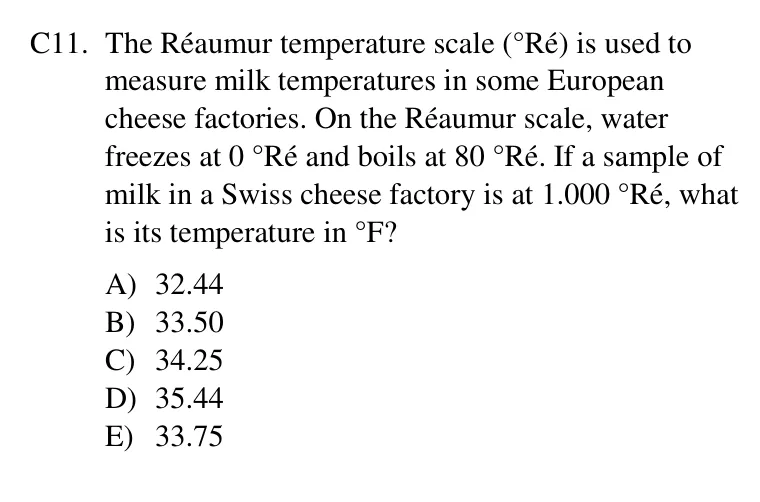 C11. The Réaumur temperature scale (°Ré) is used to
measure milk temperatures in some European
cheese factories. On the Réaumur scale, water
freezes at 0 °Ré and boils at 80 °Ré. If a sample of
milk in a Swiss cheese factory is at 1.000 °Ré, what
is its temperature in °F?
A) 32.44
B) 33.50
C) 34.25
D) 35.44
E) 33.75